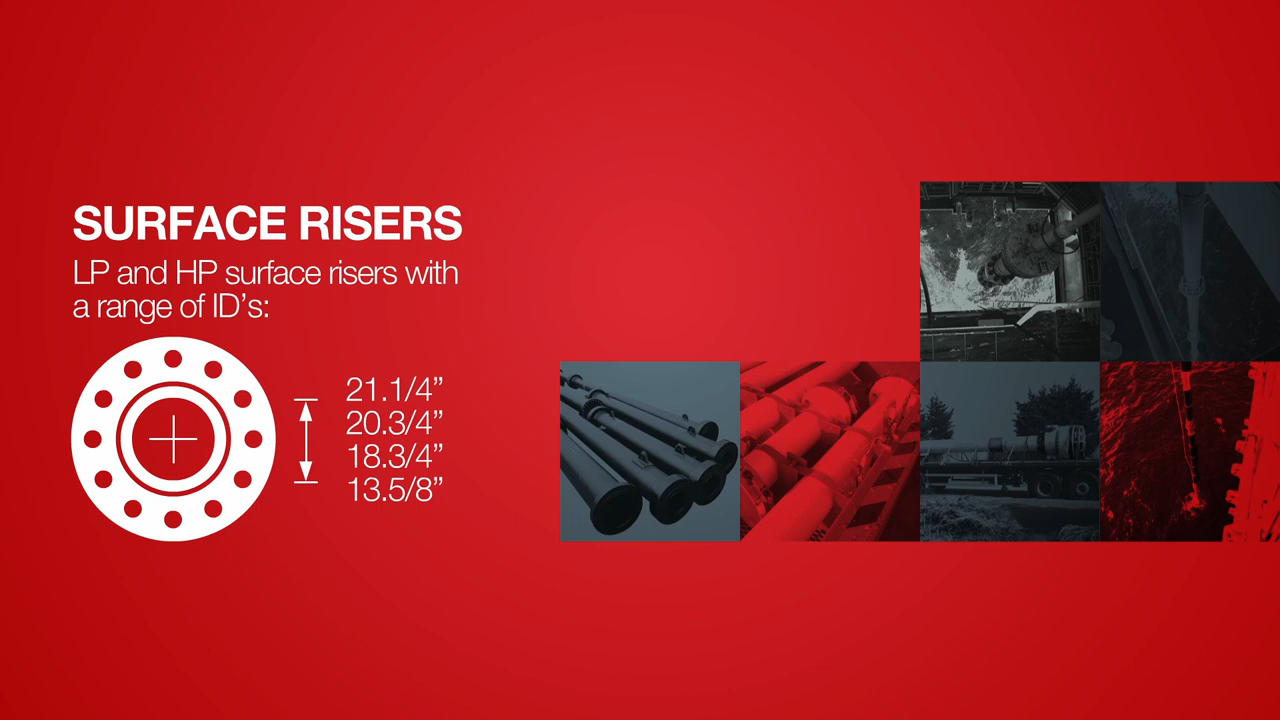 SURFACE RISERS
LP and HP surface risers with
a range of ID’s:
21.1/4”
20.3/4”
18.3/4”
13.5/8”